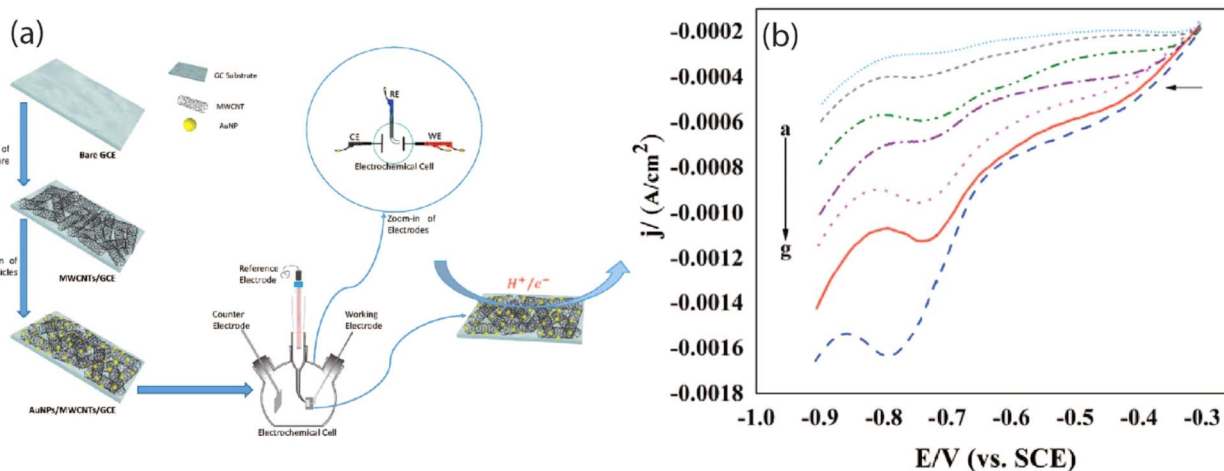 (a)
GC Substrate
MWCNT
AuNP
Bare GCE
of
MWCNTs/GCE
of
AuNPs/MWCNTs/GCE
RE
CE
WE
Electrochemical Cell
Zoom-in of
Electrodes
Reference
Electrode
Counter
Electrode
Working
Electrode
Electrochemical Cell
H⁺/e⁻
(b)
-0.0002
-0.0004
-0.0006
-0.0008
-0.0010
-0.0012
-0.0014
-0.0016
-0.0018
j/ (A/cm²)
a
g
-1.0 -0.9 -0.8 -0.7 -0.6 -0.5 -0.4 -0.3
E/V (vs. SCE)